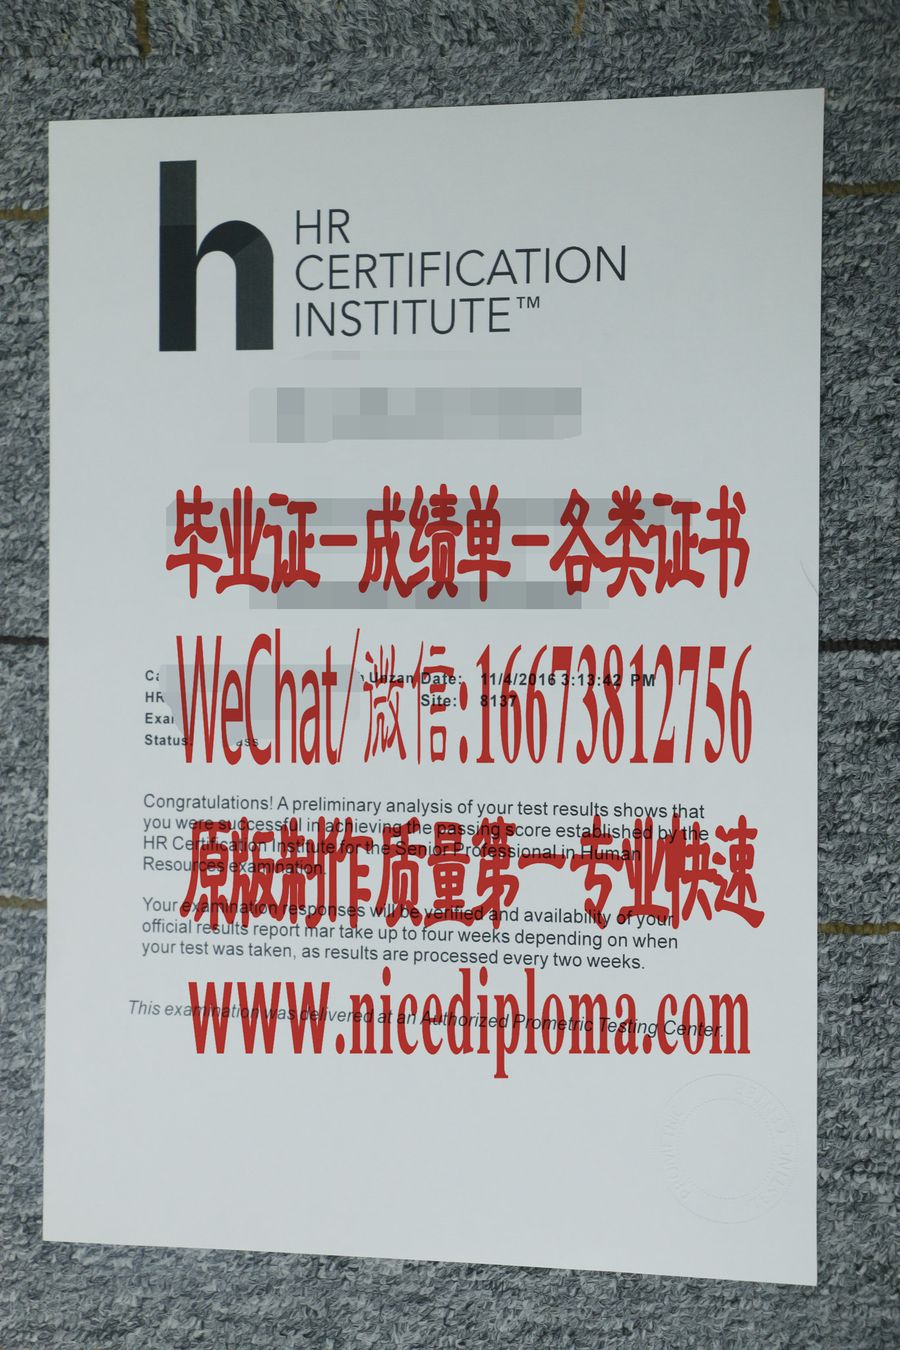 h
HR
CERTIFICATION
INSTITUTE™
毕业证-成绩单-各类证书
WeChat/微信:16673812756
Date: 11/4/2016 3:13:42 PM
HR
Site: 8137
Status:
Congratulations! A preliminary analysis of your test results shows that
you were successful in achieving the passing score established by the
HR Certification Institute for the Senior Professional in Human
Resources examination.
原版制作质量第一专业快速
Your examination responses will be verified and availability of your
official results report mar take up to four weeks depending on when
your test was taken, as results are processed every two weeks.
www.nicediploma.com
This examination was delivered at an Authorized Prometric Testing Center.